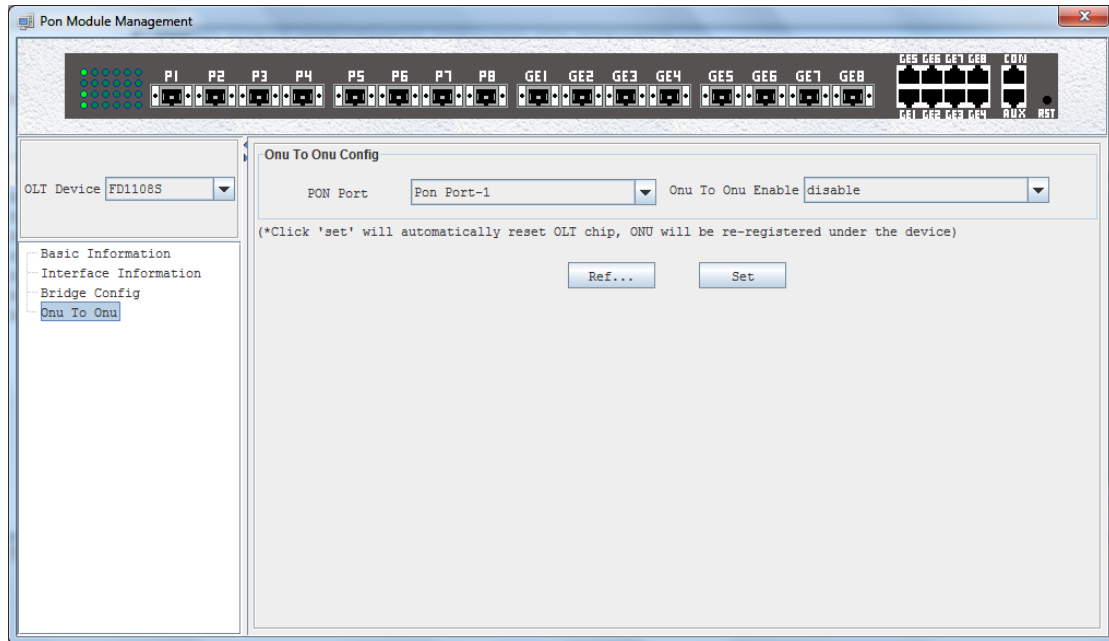 Pon Module Management
GE5 GE6 GE7 GE8 CON
P1 P2 P3 P4 P5 P6 P7 P8 GE1 GE2 GE3 GE4 GE5 GE6 GE7 GE8
GE1 GE2 GE3 GE4 AUX RST
OLT Device FD1108S
Basic Information
Interface Information
Bridge Config
Onu To Onu
Onu To Onu Config
PON Port Pon Port-1 Onu To Onu Enable disable
(*Click 'set' will automatically reset OLT chip, ONU will be re-registered under the device)
Ref... Set